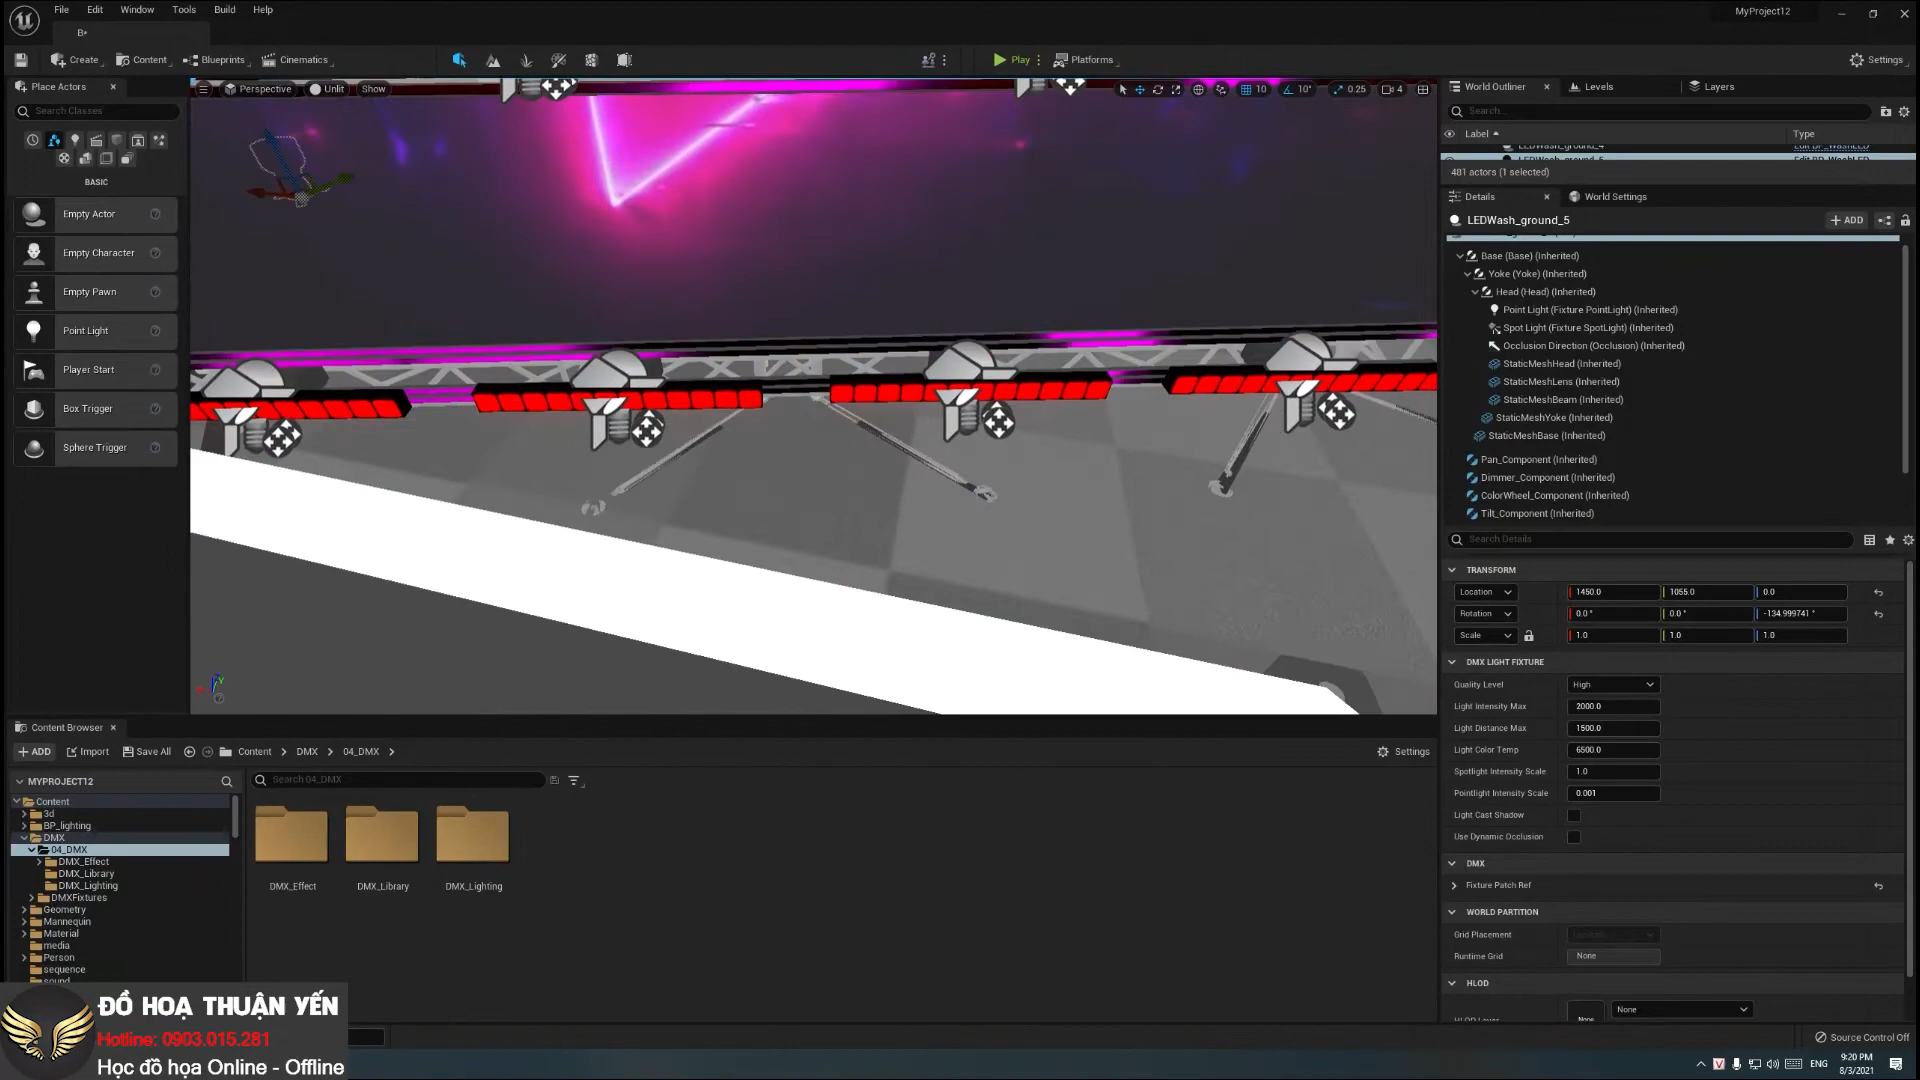 File Edit Window Tools Build Help
MyProject12
B*
Create Content Blueprints Cinematics Play Platforms Settings
Place Actors
Search Classes
BASIC
Empty Actor
Empty Character
Empty Pawn
Point Light
Player Start
Box Trigger
Sphere Trigger
Perspective Unlit Show
10 10° 0.25 4
World Outliner Levels Layers
Search...
Label Type
LEDWash_ground_4 Edit BP_WashLED
LEDWash_ground_5 Edit BP_WashLED
481 actors (1 selected)
Details World Settings
LEDWash_ground_5
ADD
Base (Base) (Inherited)
Yoke (Yoke) (Inherited)
Head (Head) (Inherited)
Point Light (Fixture PointLight) (Inherited)
Spot Light (Fixture SpotLight) (Inherited)
Occlusion Direction (Occlusion) (Inherited)
StaticMeshHead (Inherited)
StaticMeshLens (Inherited)
StaticMeshBeam (Inherited)
StaticMeshYoke (Inherited)
StaticMeshBase (Inherited)
Pan_Component (Inherited)
Dimmer_Component (Inherited)
ColorWheel_Component (Inherited)
Tilt_Component (Inherited)
Search Details
TRANSFORM
Location 1450.0 1055.0 0.0
Rotation 0.0 ° 0.0 ° -134.999741 °
Scale 1.0 1.0 1.0
DMX LIGHT FIXTURE
Quality Level High
Light Intensity Max 2000.0
Light Distance Max 1500.0
Light Color Temp 6500.0
Spotlight Intensity Scale 1.0
Pointlight Intensity Scale 0.001
Light Cast Shadow
Use Dynamic Occlusion
DMX
Fixture Patch Ref
WORLD PARTITION
Grid Placement
Runtime Grid None
HLOD
HLOD Layer None None
Content Browser
ADD Import Save All Content DMX 04_DMX Settings
MYPROJECT12
Search 04_DMX
Content
3d
BP_lighting
DMX
04_DMX
DMX_Effect
DMX_Library
DMX_Lighting
DMXFixtures
Geometry
Mannequin
Material
media
Person
sequence
sound
DMX_Effect DMX_Library DMX_Lighting
ĐỒ HOẠ THUẬN YẾN
Hotline: 0903.015.281
Học đồ họa Online - Offline
Source Control Off
ENG
9:20 PM
8/3/2021